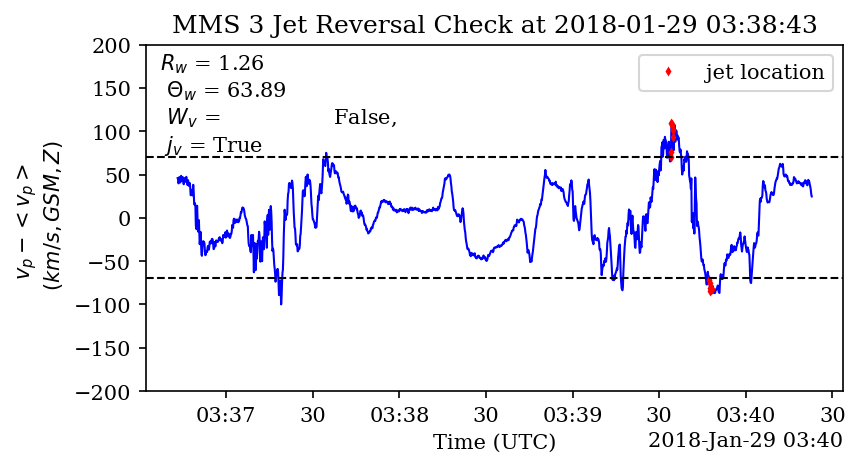 MMS 3 Jet Reversal Check at 2018-01-29 03:38:43
R_w = 1.26
Θ_w = 63.89
W_v = False,
j_v = True
jet location
v_p − < v_p >
(km/s, GSM, Z)
200
150
100
50
0
−50
−100
−150
−200
03:37 30 03:38 30 03:39 30 03:40 30
Time (UTC)
2018-Jan-29 03:40